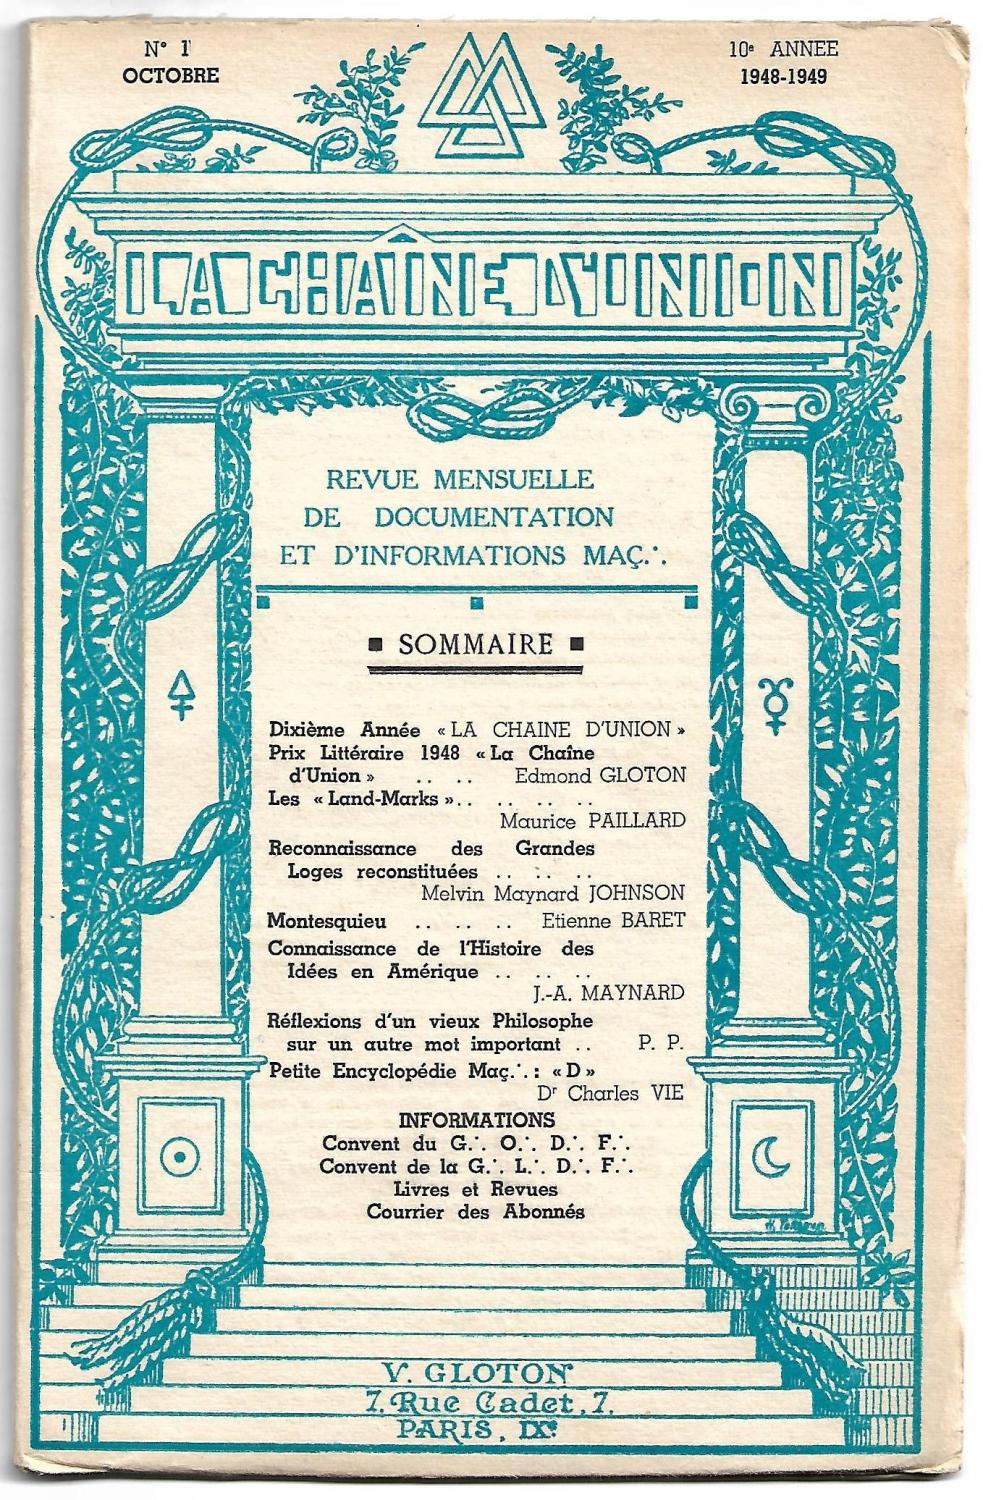 N° 1
OCTOBRE
10e ANNEE
1948-1949
LA CHAÎNE D'UNION
REVUE MENSUELLE
DE DOCUMENTATION
ET D'INFORMATIONS MAÇ∴
SOMMAIRE
Dixième Année « LA CHAINE D'UNION »
Prix Littéraire 1948 « La Chaîne
d'Union » .. .. Edmond GLOTON
Les « Land-Marks ».. .. .. ..
Maurice PAILLARD
Reconnaissance des Grandes
Loges reconstituées .. .. ..
Melvin Maynard JOHNSON
Montesquieu .. .. .. Etienne BARET
Connaissance de l'Histoire des
Idées en Amérique .. .. ..
J.-A. MAYNARD
Réflexions d'un vieux Philosophe
sur un autre mot important .. P. P.
Petite Encyclopédie Maç∴ : « D »
Dr Charles VIE
INFORMATIONS
Convent du G∴ O∴ D∴ F∴
Convent de la G∴ L∴ D∴ F∴
Livres et Revues
Courrier des Abonnés
V. GLOTON
7, Rue Cadet, 7,
PARIS, IXe